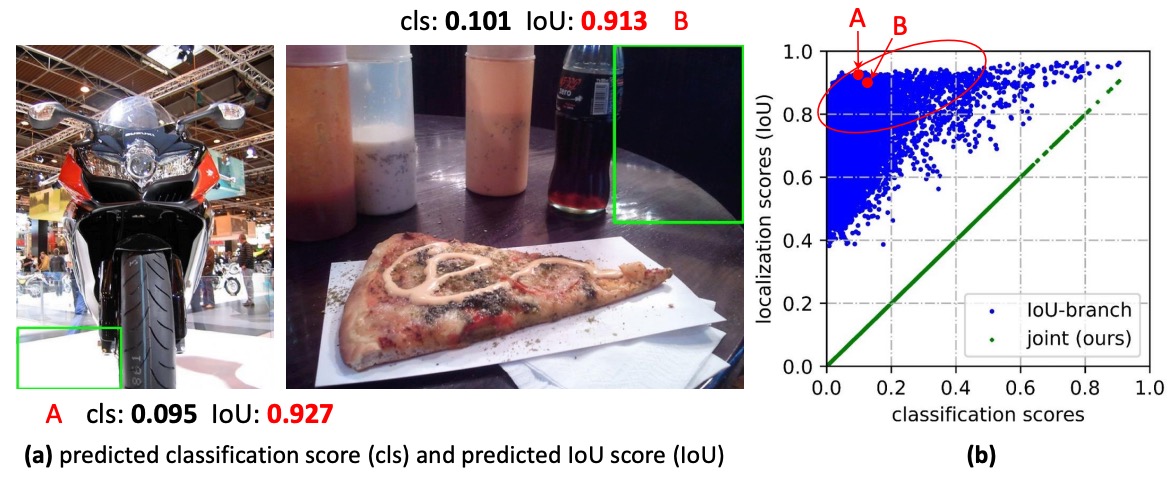 cls: 0.101 IoU: 0.913 B
A
B
SUZUKI
zero
1.0
0.8
0.6
0.4
0.2
0.0
localization scores (IoU)
IoU-branch
joint (ours)
0.0 0.2 0.4 0.6 0.8 1.0
classification scores
A cls: 0.095 IoU: 0.927
(a) predicted classification score (cls) and predicted IoU score (IoU)
(b)